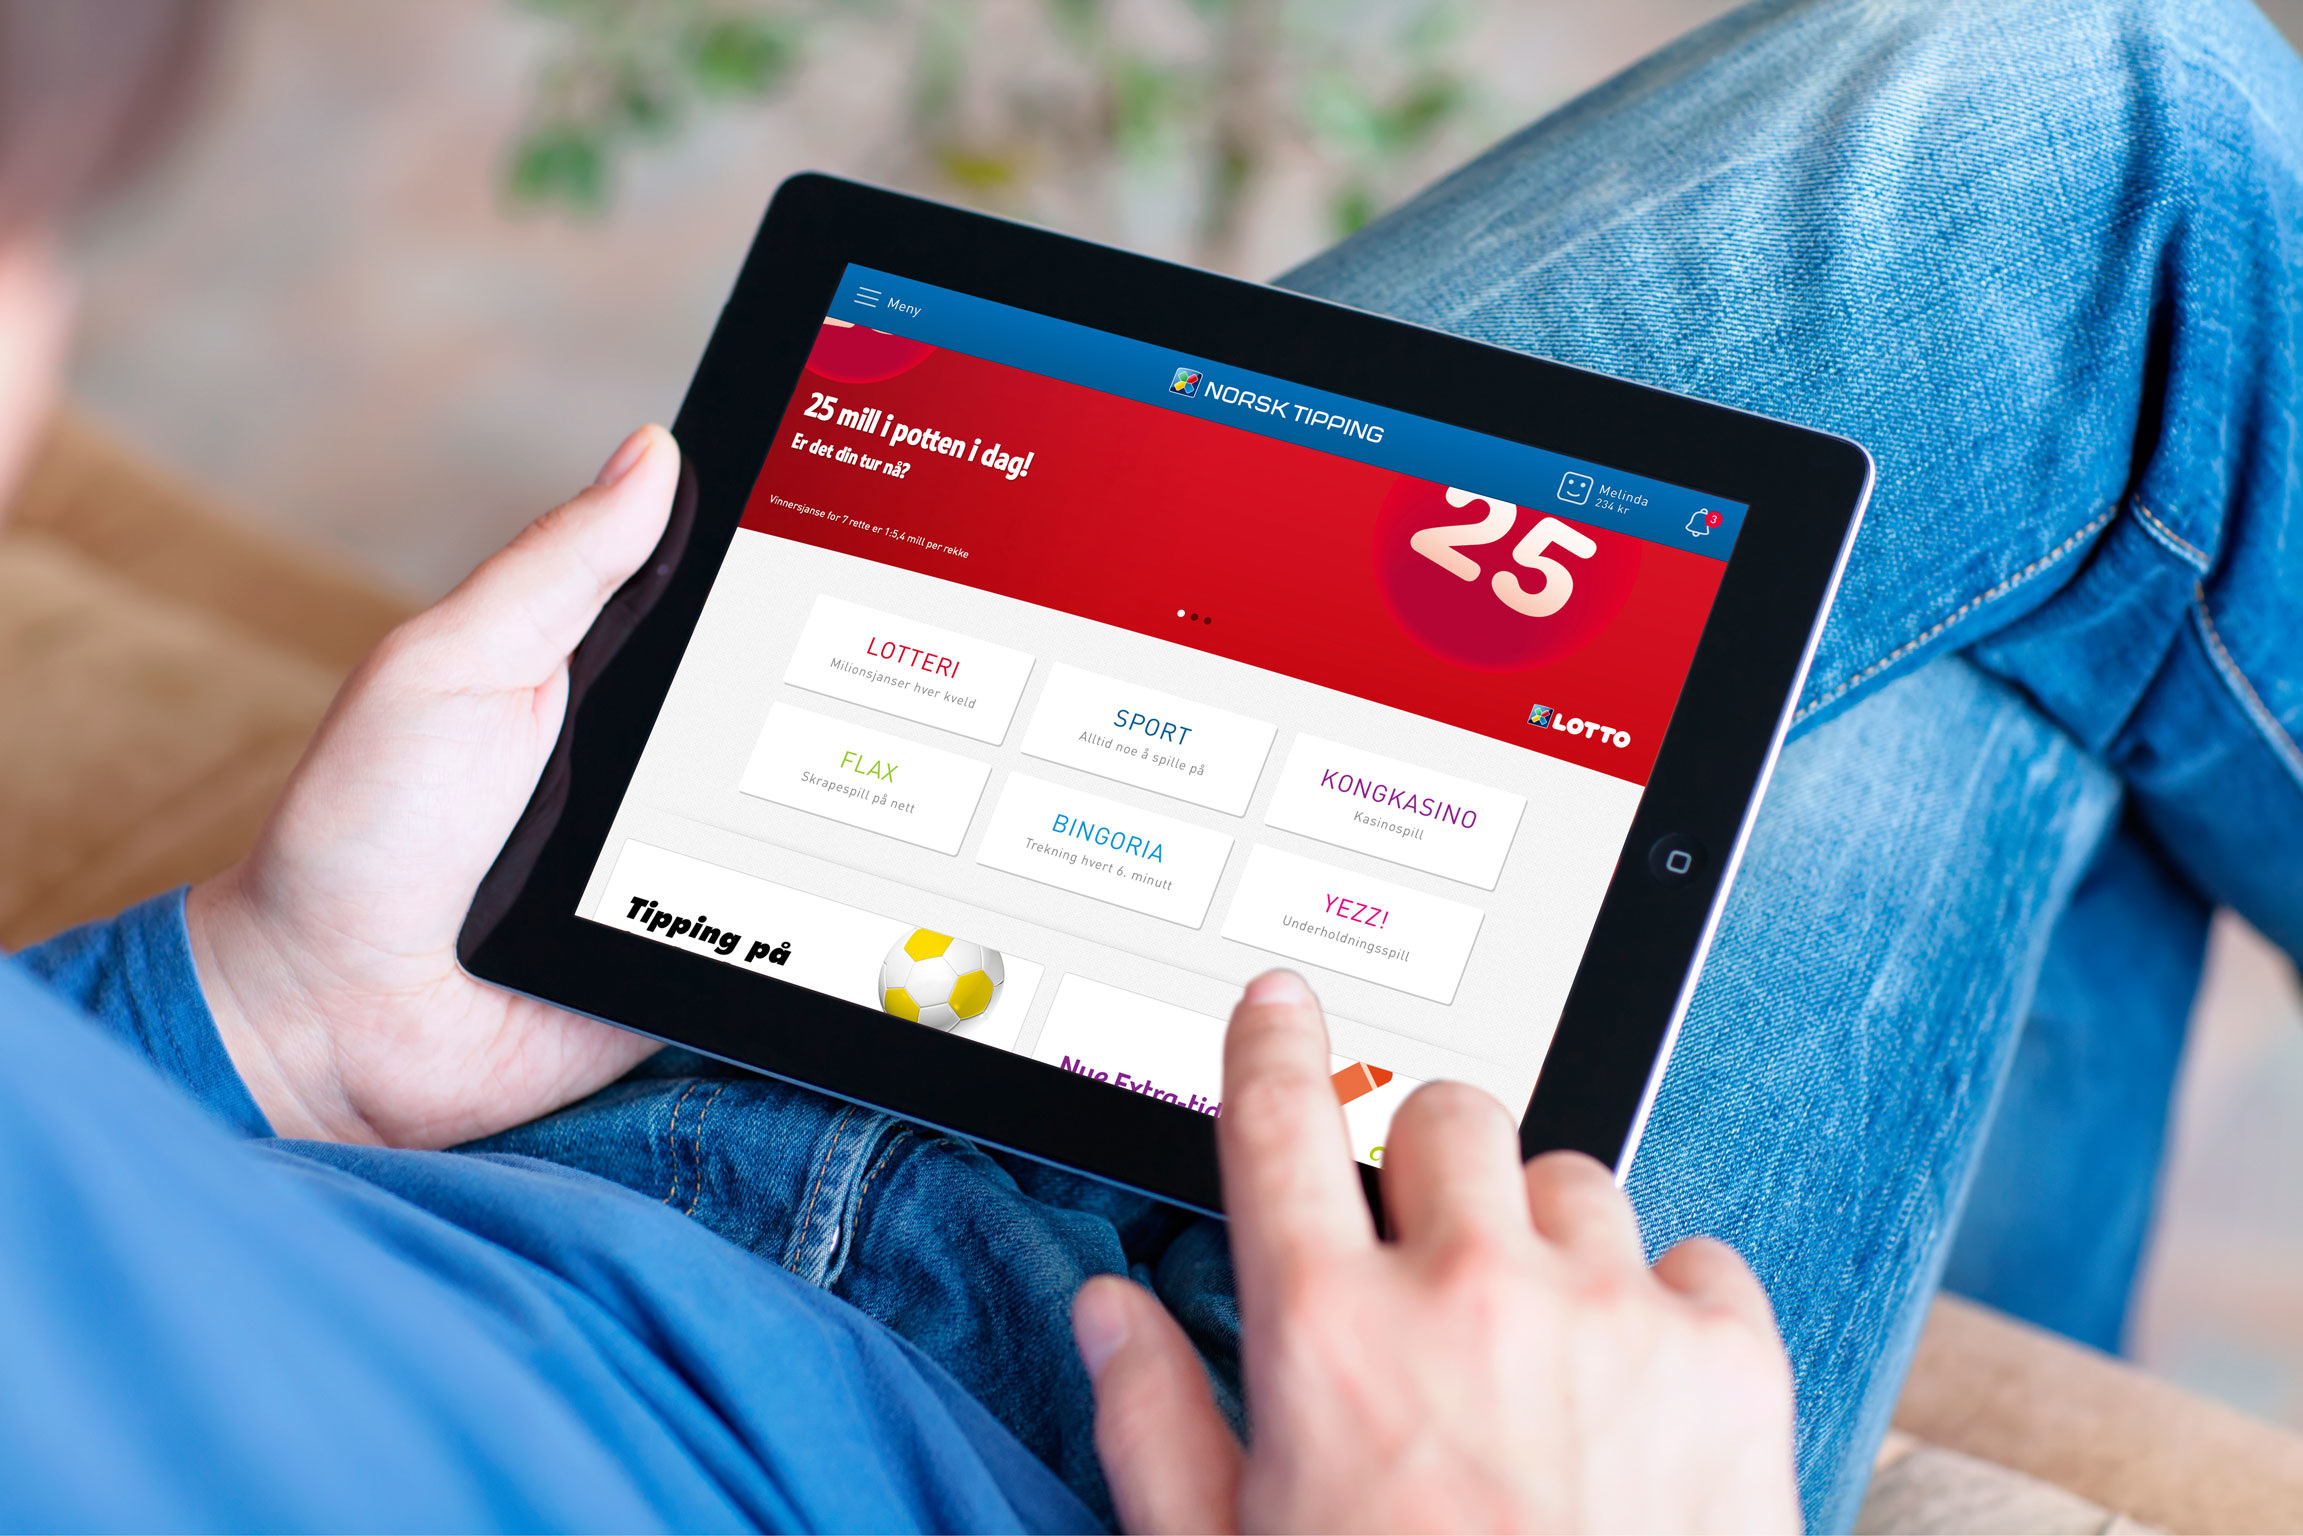 Meny
NORSK TIPPING
Melinda
234 kr
3
25 mill i potten i dag!
Er det din tur nå?
Vinnersjanse for 7 rette er 1:5,4 mill per rekke
25
LOTTO
LOTTERI
Milionsjanser hver kveld
SPORT
Alltid noe å spille på
KONGKASINO
Kasinospill
FLAX
Skrapespill på nett
BINGORIA
Trekning hvert 6. minutt
YEZZ!
Underholdningsspill
Tipping på
Nye Extra-tid